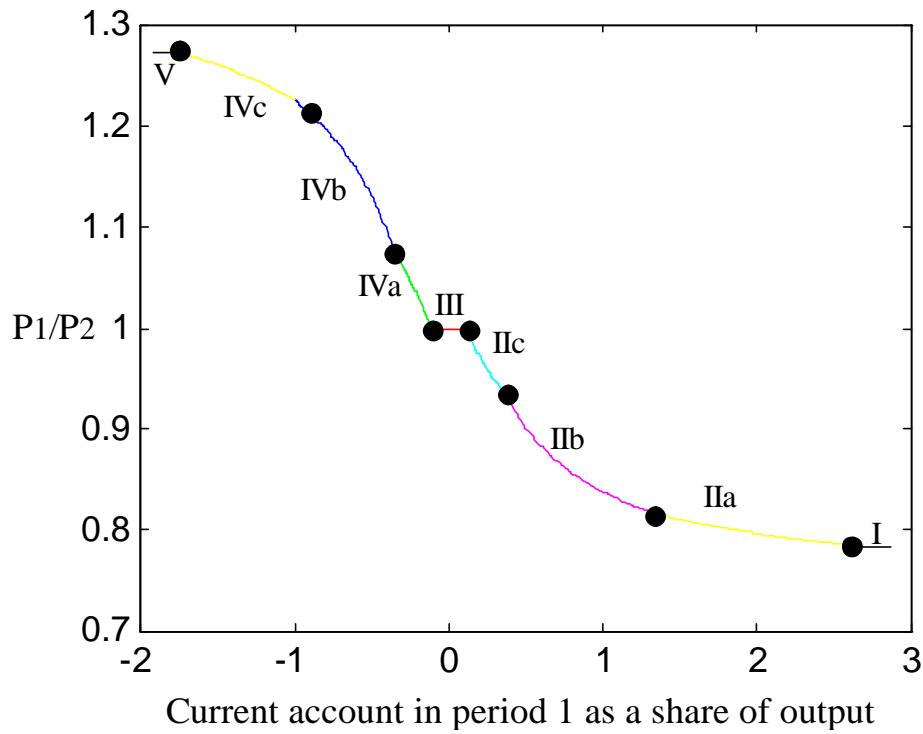 1.3
V
IVc
1.2
IVb
1.1
IVa
III
P1/P2 1
IIc
0.9
IIb
IIa
0.8
I
0.7
-2 -1 0 1 2 3
Current account in period 1 as a share of output